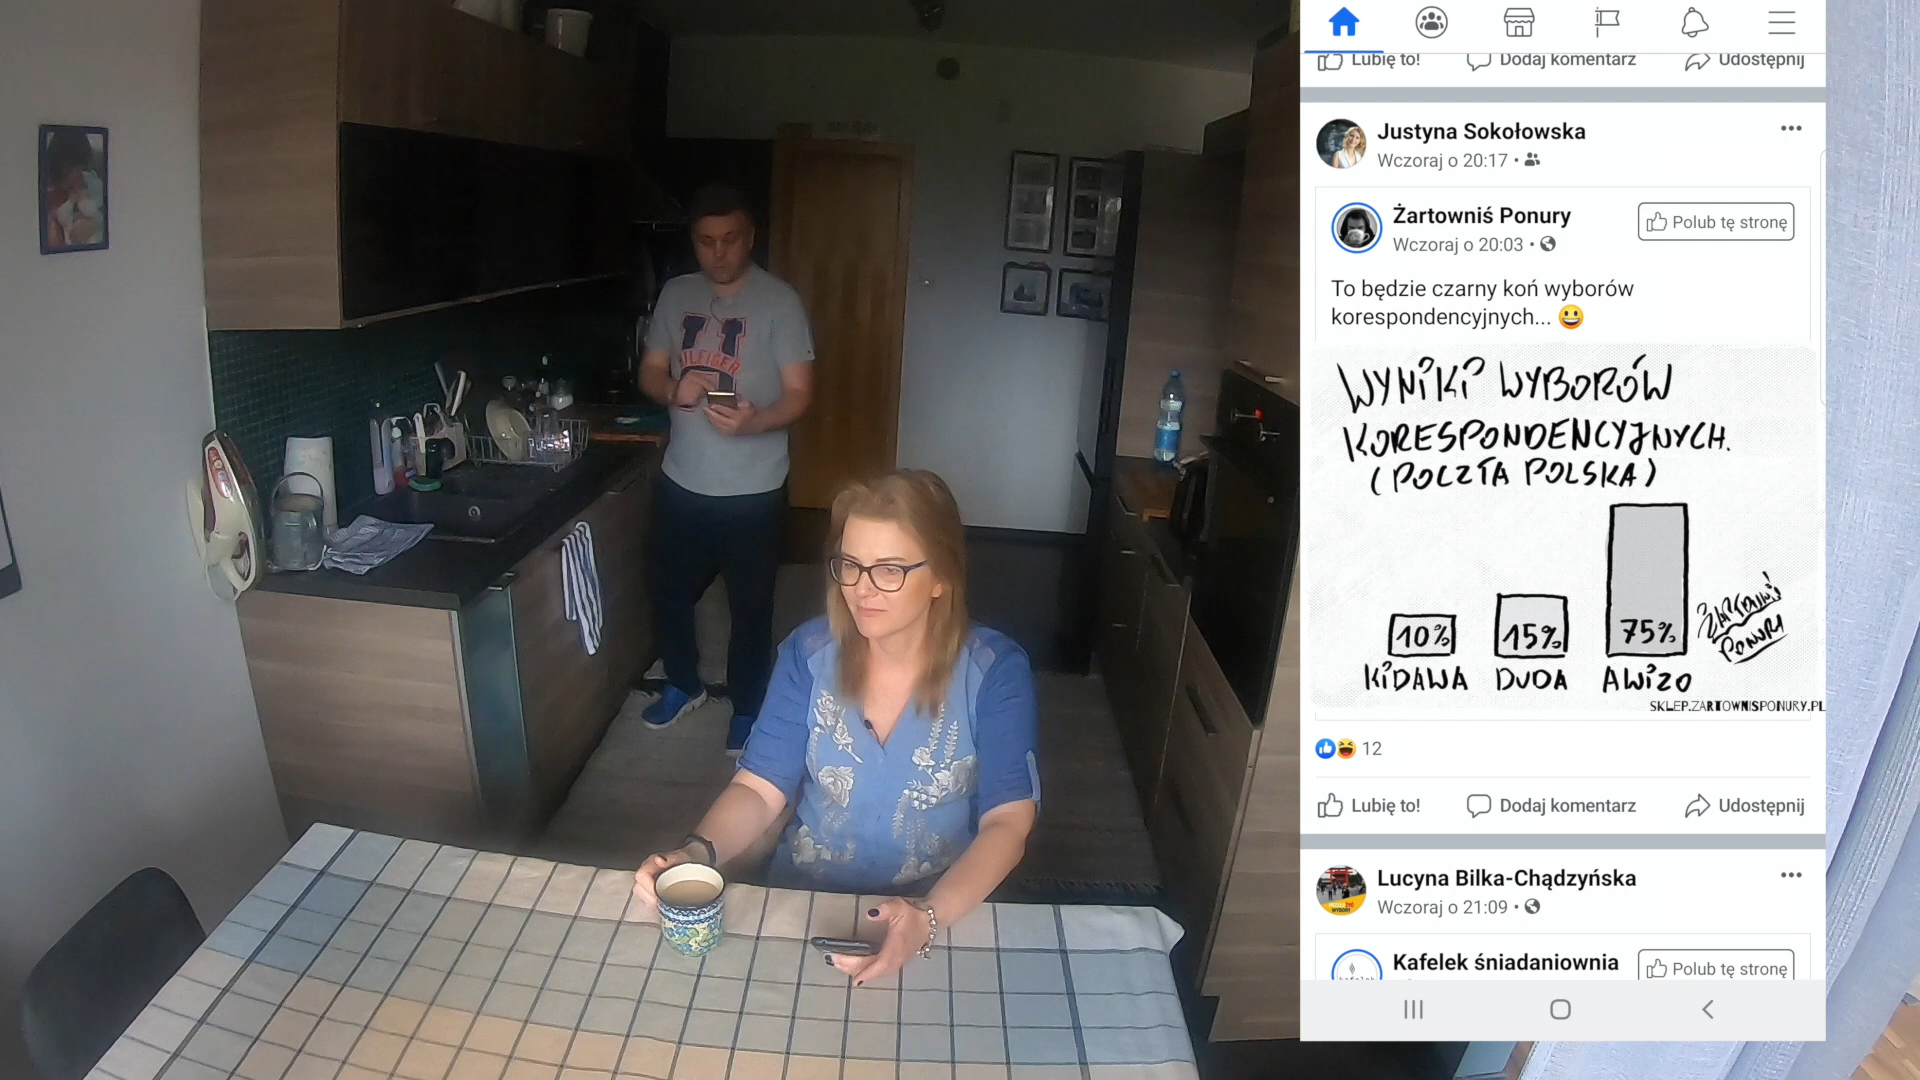 Lubię to!
Dodaj komentarz
Udostępnij
Justyna Sokołowska
Wczoraj o 20:17
Żartowniś Ponury
Wczoraj o 20:03
Polub tę stronę
To będzie czarny koń wyborów
korespondencyjnych... 😃
WYNIKI WYBORÓW
KORESPONDENCYJNYCH.
(POCZTA POLSKA)
10%
15%
75%
KIDAWA
DUDA
AWIZO
ŻARTOWNIŚ
PONURY
SKLEP.ZARTOWNISPONURY.PL
12
Lubię to!
Dodaj komentarz
Udostępnij
Lucyna Bilka-Chądzyńska
Wczoraj o 21:09
Kafelek śniadaniownia
Polub tę stronę
HILFIGER